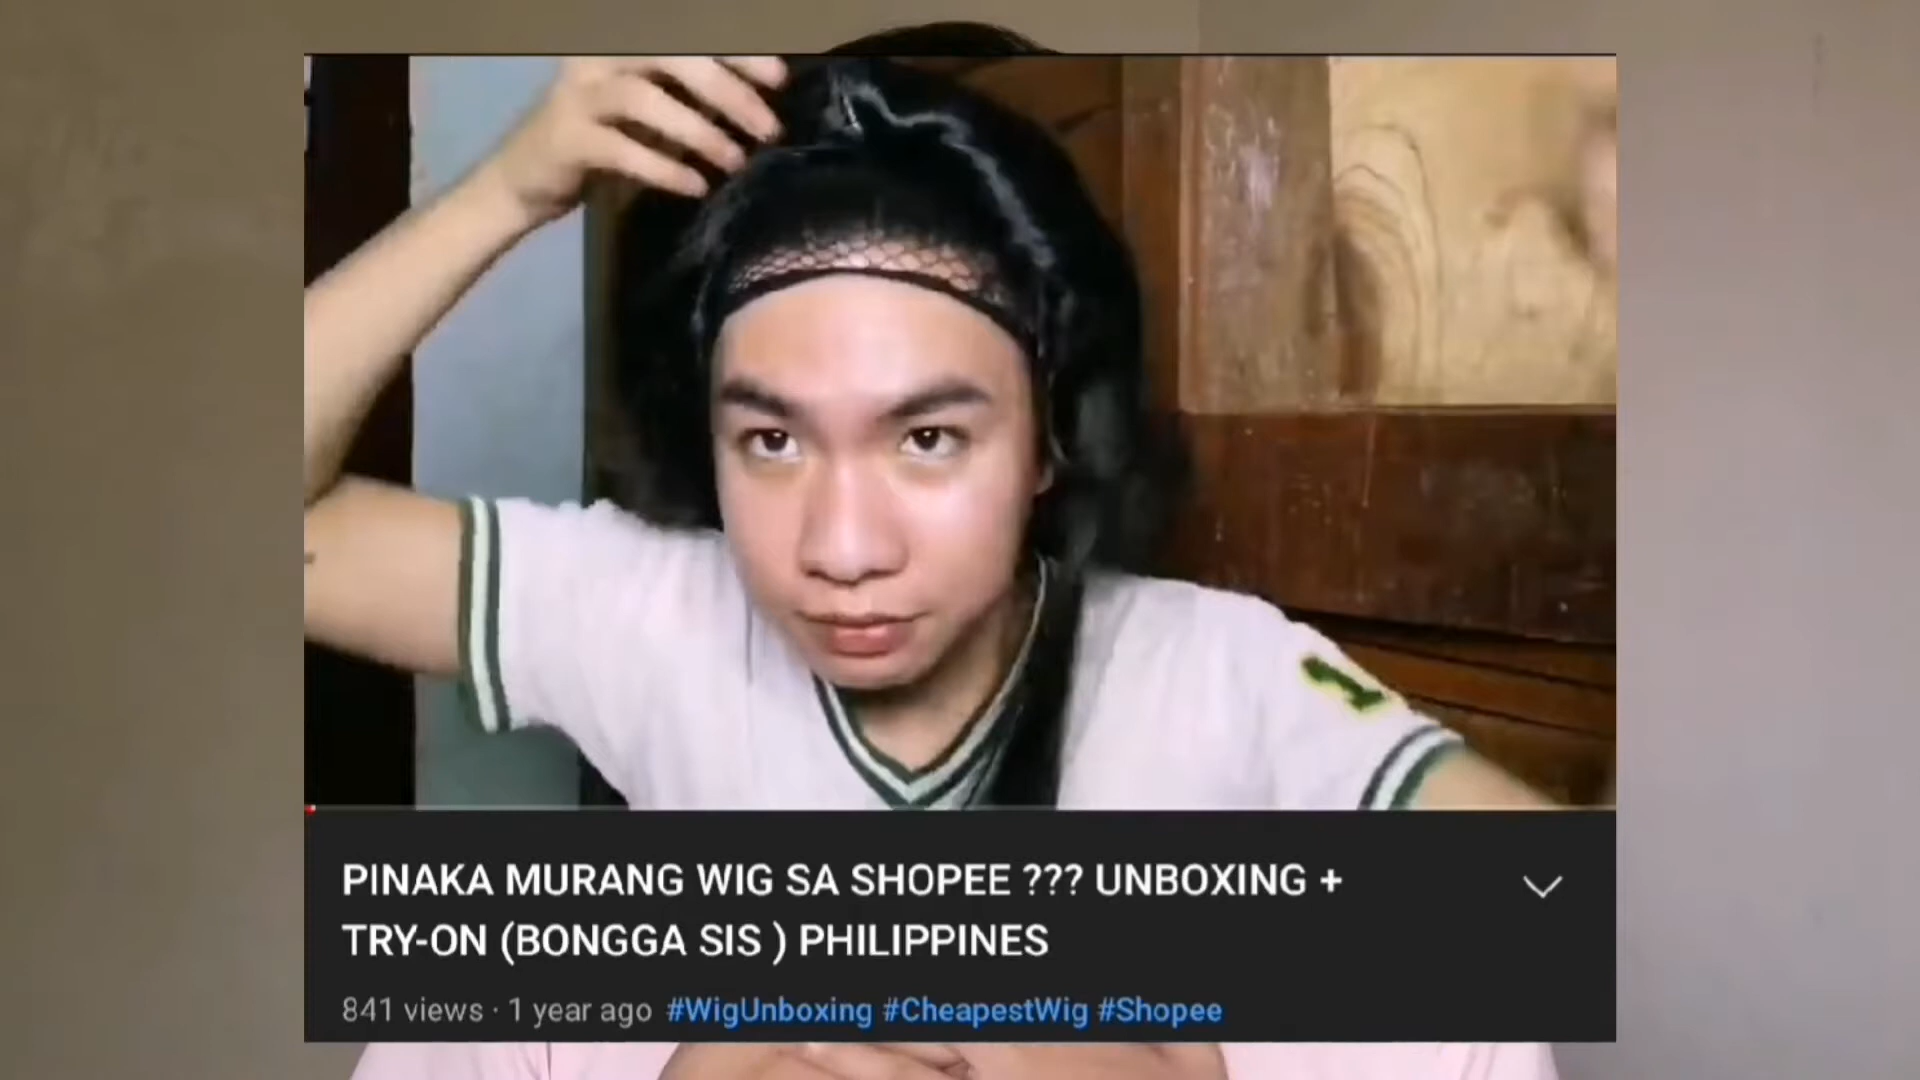 1
PINAKA MURANG WIG SA SHOPEE ??? UNBOXING +
TRY-ON (BONGGA SIS ) PHILIPPINES
841 views · 1 year ago #WigUnboxing #CheapestWig #Shopee